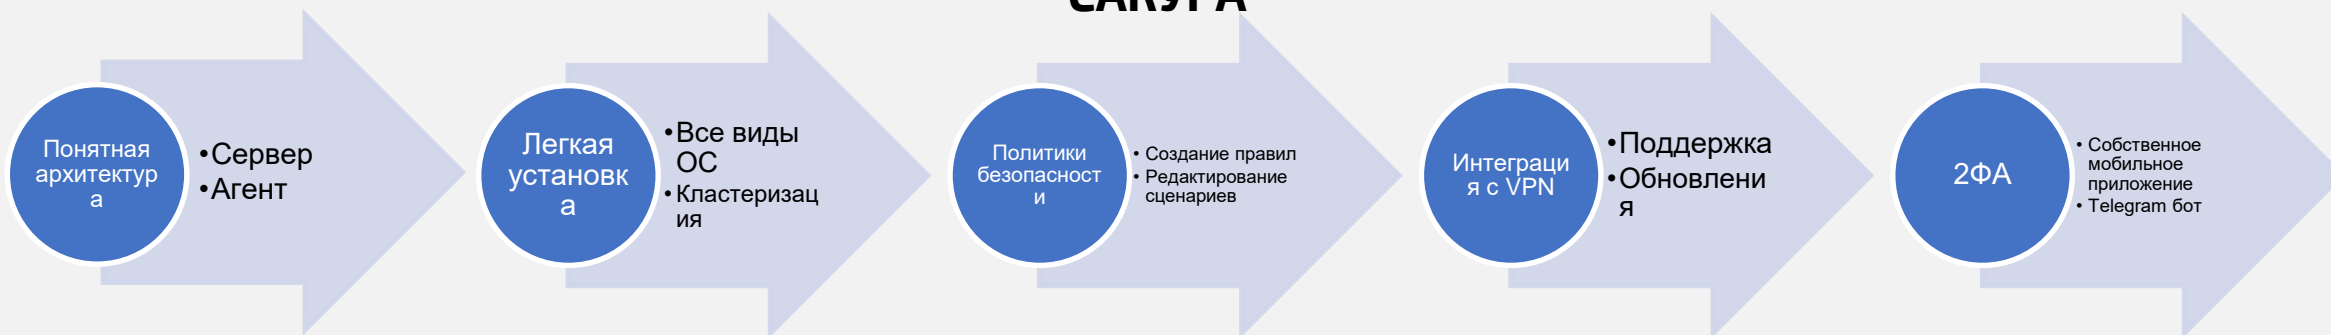 САКУРА
Понятная
архитектур
а
•Сервер
•Агент
Легкая
установк
а
•Все виды
ОС
•Кластеризац
ия
Политики
безопасност
и
• Создание правил
• Редактирование
сценариев
Интеграци
я с VPN
•Поддержка
•Обновлени
я
2ФА
• Собственное
мобильное
приложение
• Telegram бот